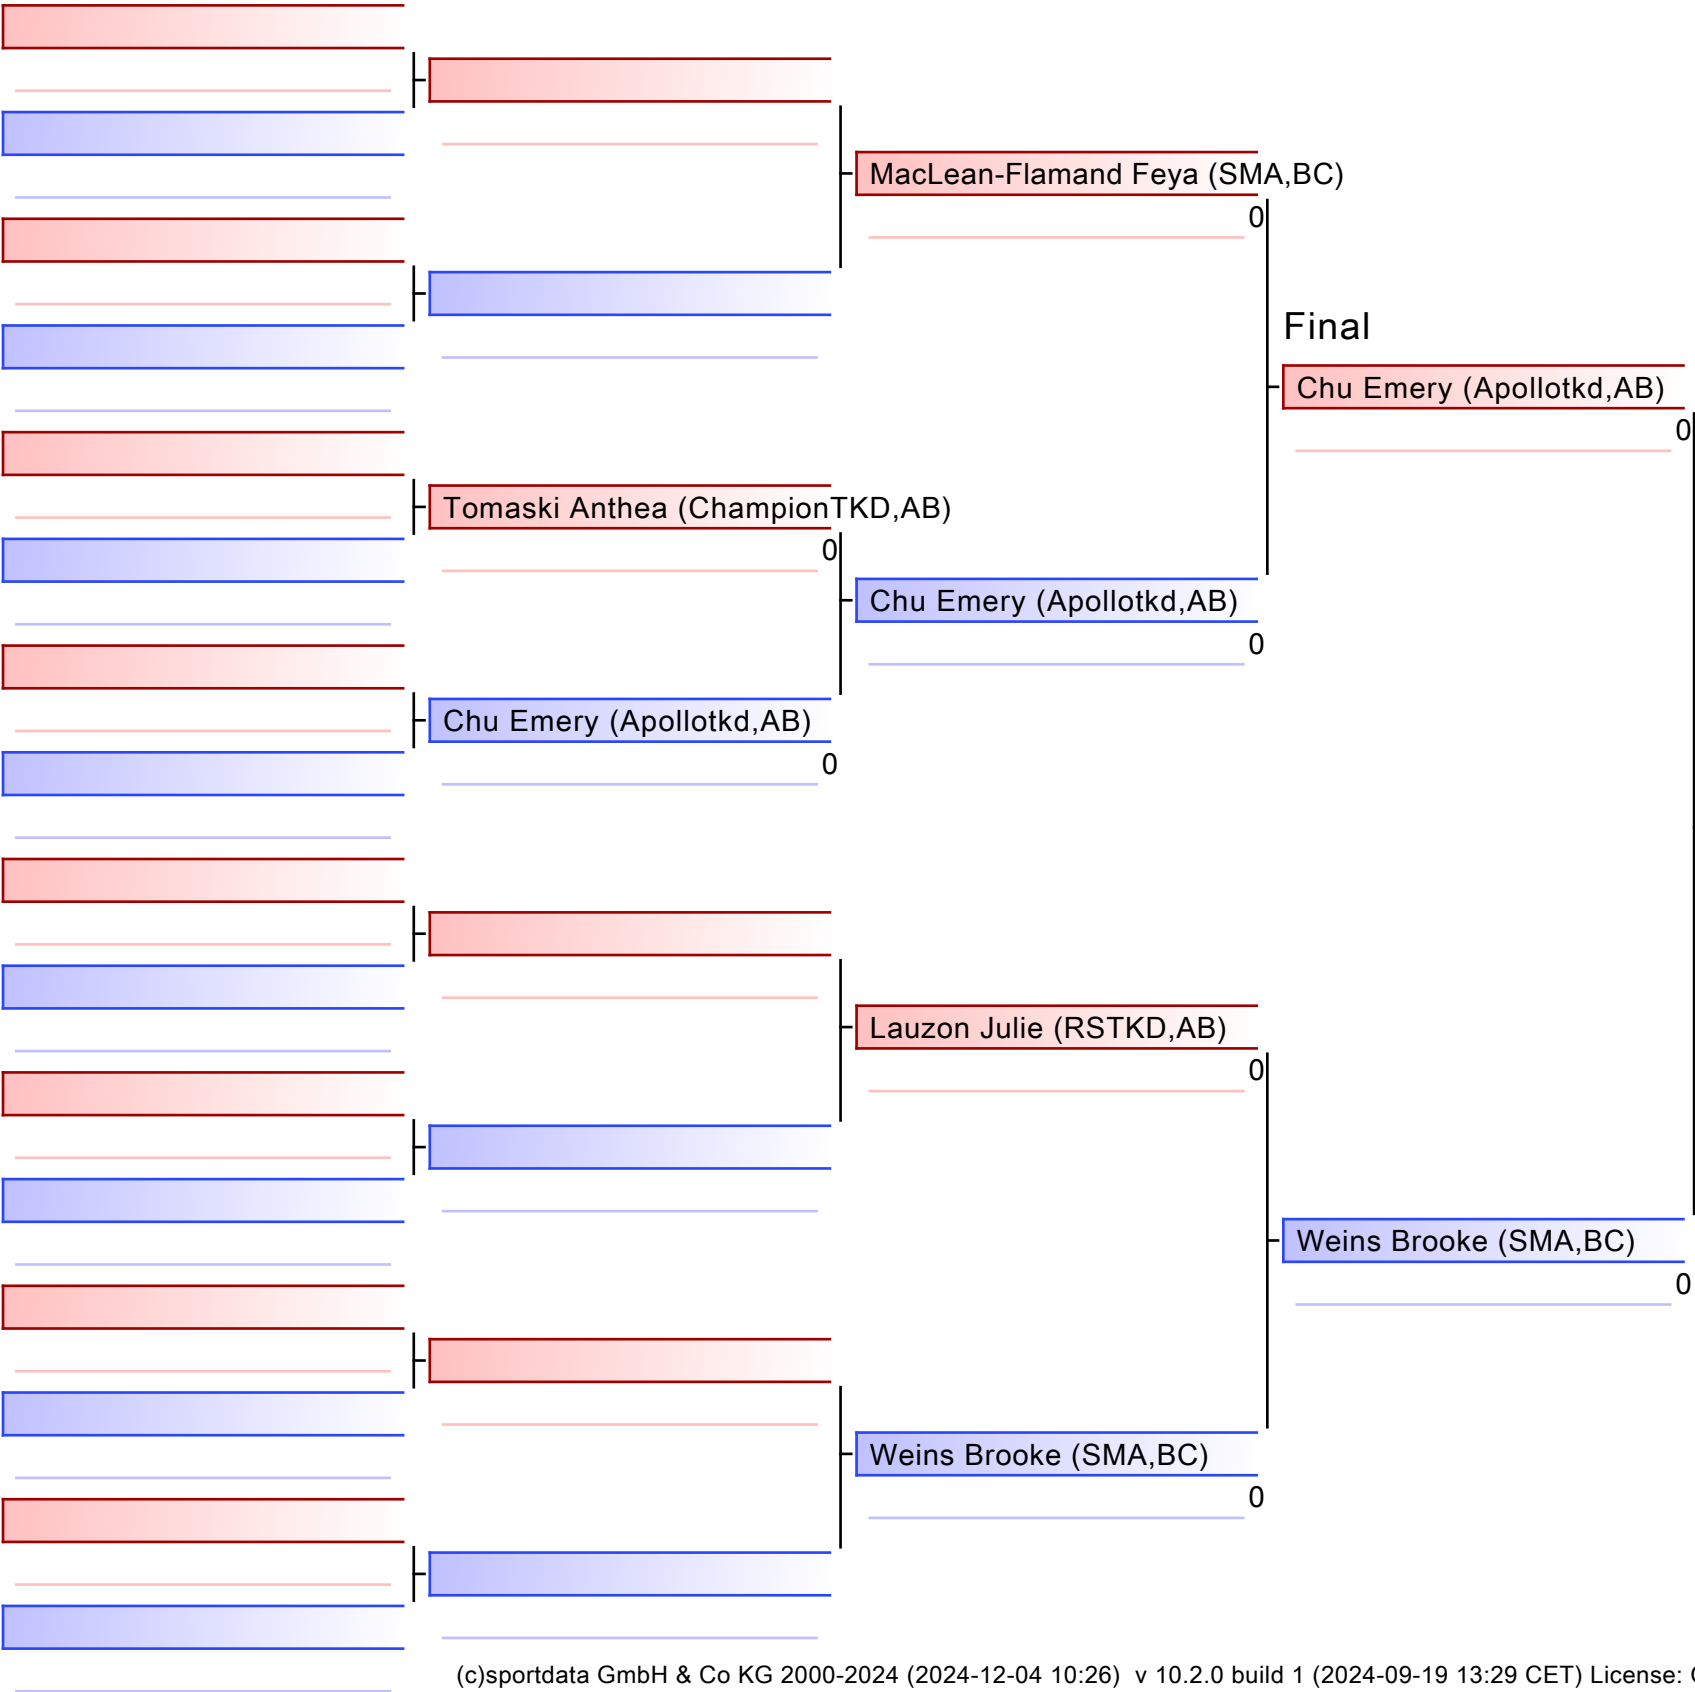 MacLean-Flamand Feya (SMA,BC)
0
Final
Chu Emery (Apollotkd,AB)
0
Tomaski Anthea (ChampionTKD,AB)
0
Chu Emery (Apollotkd,AB)
0
Chu Emery (Apollotkd,AB)
0
Lauzon Julie (RSTKD,AB)
0
Weins Brooke (SMA,BC)
0
Weins Brooke (SMA,BC)
0
(c)sportdata GmbH & Co KG 2000-2024 (2024-12-04 10:26) v 10.2.0 build 1 (2024-09-19 13:29 CET) License: